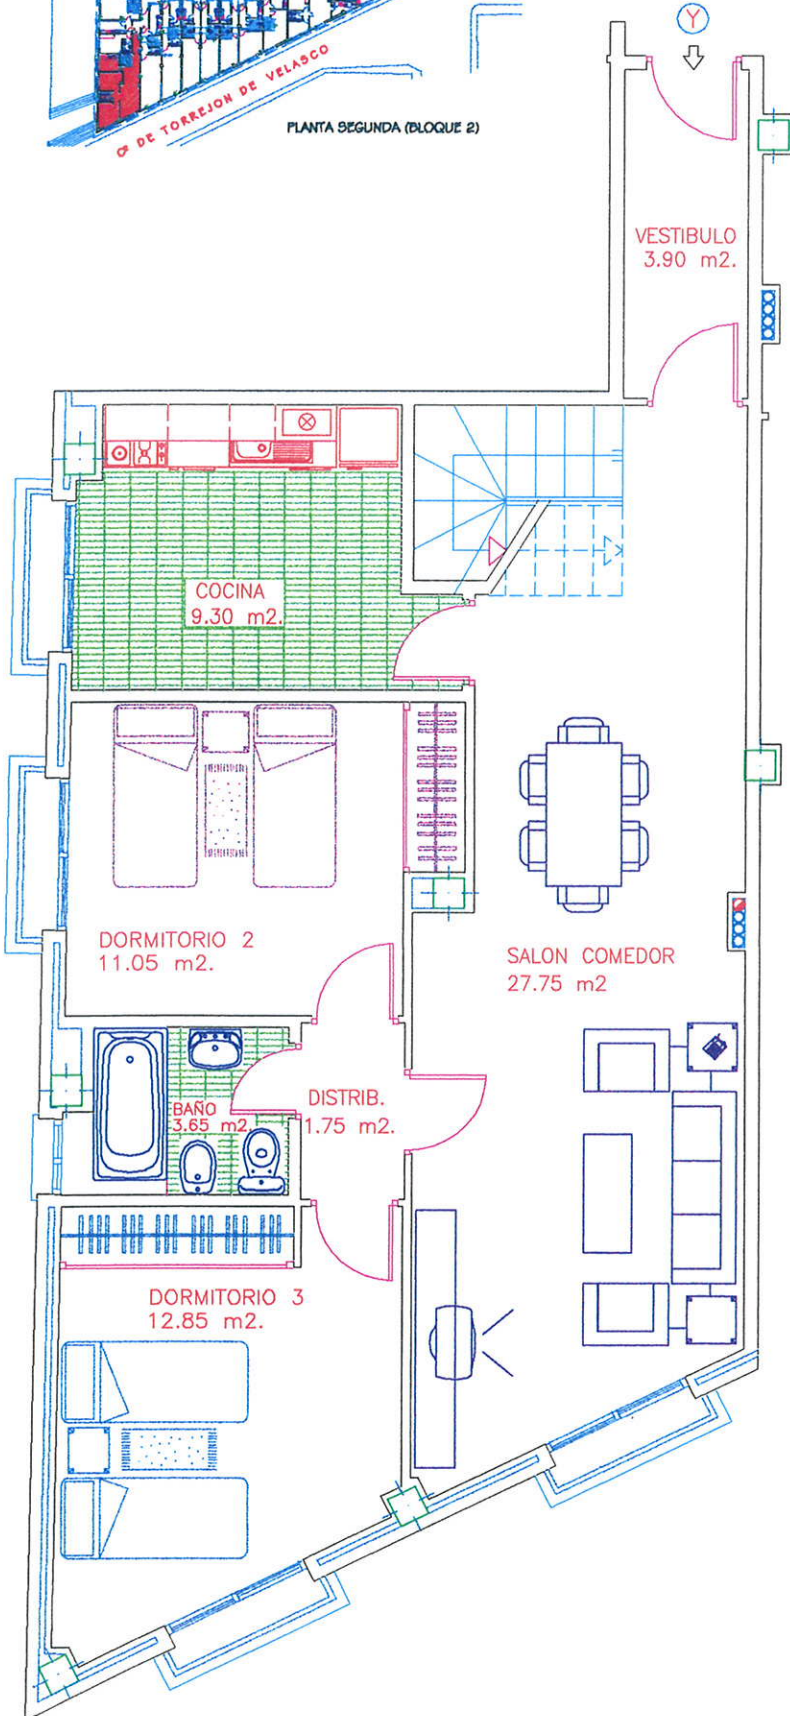 Cº DE TORREJON DE VELASCO
PLANTA SEGUNDA (BLOQUE 2)
Y
VESTIBULO
3.90 m2.
COCINA
9.30 m2.
DORMITORIO 2
11.05 m2.
SALON COMEDOR
27.75 m2
BAÑO
3.65 m2.
DISTRIB.
1.75 m2.
DORMITORIO 3
12.85 m2.